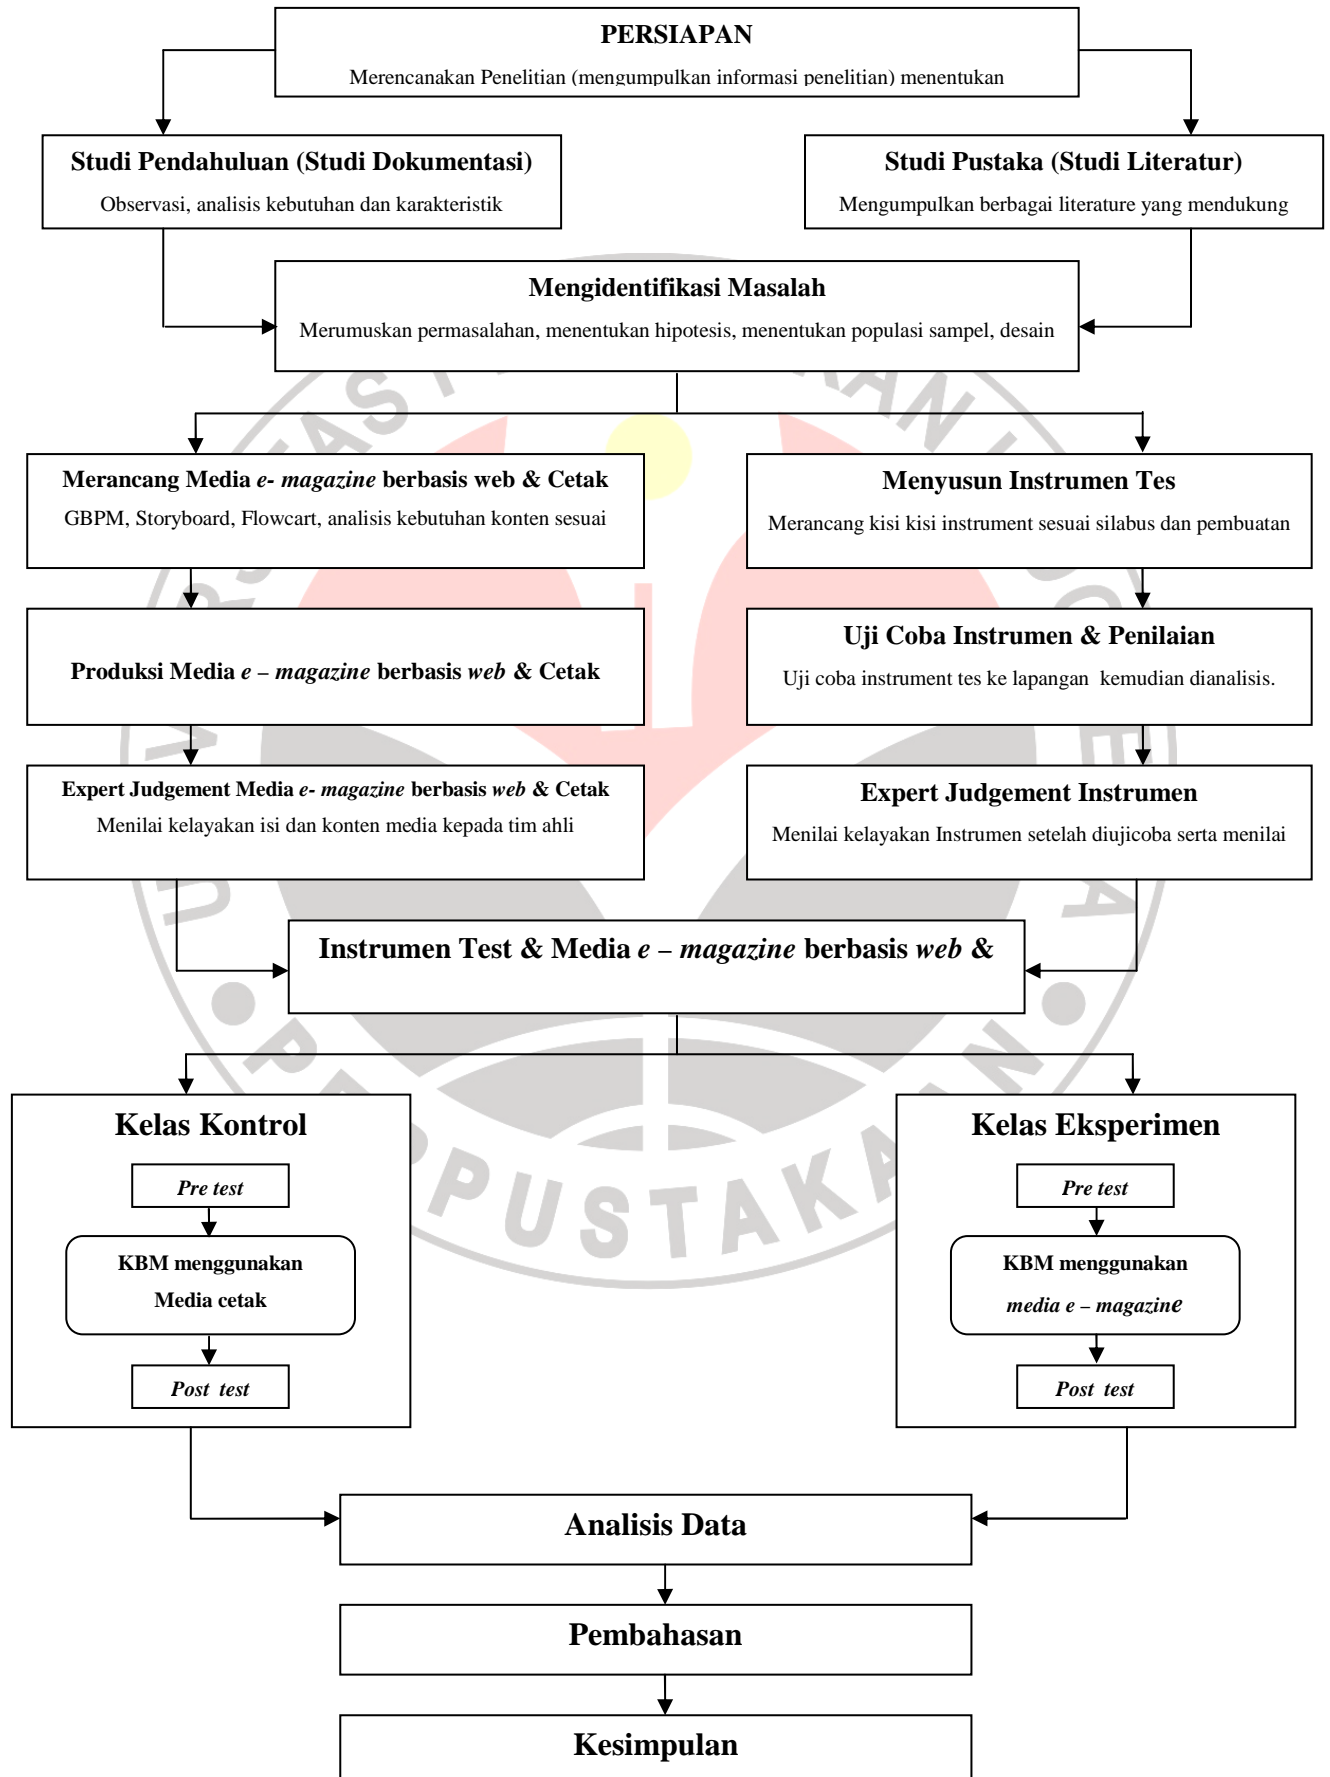 PERSIAPAN
Merencanakan Penelitian (mengumpulkan informasi penelitian) menentukan
Studi Pendahuluan (Studi Dokumentasi)
Observasi, analisis kebutuhan dan karakteristik
Studi Pustaka (Studi Literatur)
Mengumpulkan berbagai literature yang mendukung
Mengidentifikasi Masalah
Merumuskan permasalahan, menentukan hipotesis, menentukan populasi sampel, desain
Merancang Media e- magazine berbasis web & Cetak
GBPM, Storyboard, Flowcart, analisis kebutuhan konten sesuai
Menyusun Instrumen Tes
Merancang kisi kisi instrument sesuai silabus dan pembuatan
Produksi Media e – magazine berbasis web & Cetak
Uji Coba Instrumen & Penilaian
Uji coba instrument tes ke lapangan  kemudian dianalisis.
Expert Judgement Media e- magazine berbasis web & Cetak
Menilai kelayakan isi dan konten media kepada tim ahli
Expert Judgement Instrumen
Menilai kelayakan Instrumen setelah diujicoba serta menilai
Instrumen Test & Media e – magazine berbasis web &
Kelas Kontrol
Pre test
KBM menggunakan
Media cetak
Post  test
Kelas Eksperimen
Pre test
KBM menggunakan
media e – magazine
Post  test
Analisis Data
Pembahasan
Kesimpulan
PUSTAKA